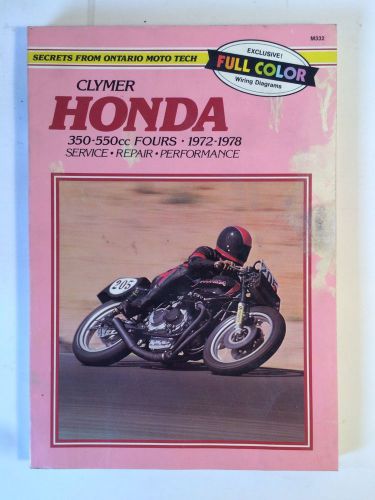 M332
SECRETS FROM ONTARIO MOTO TECH
EXCLUSIVE!
FULL COLOR
Wiring Diagrams
CLYMER
HONDA
350-550cc FOURS • 1972-1978
SERVICE • REPAIR • PERFORMANCE
205